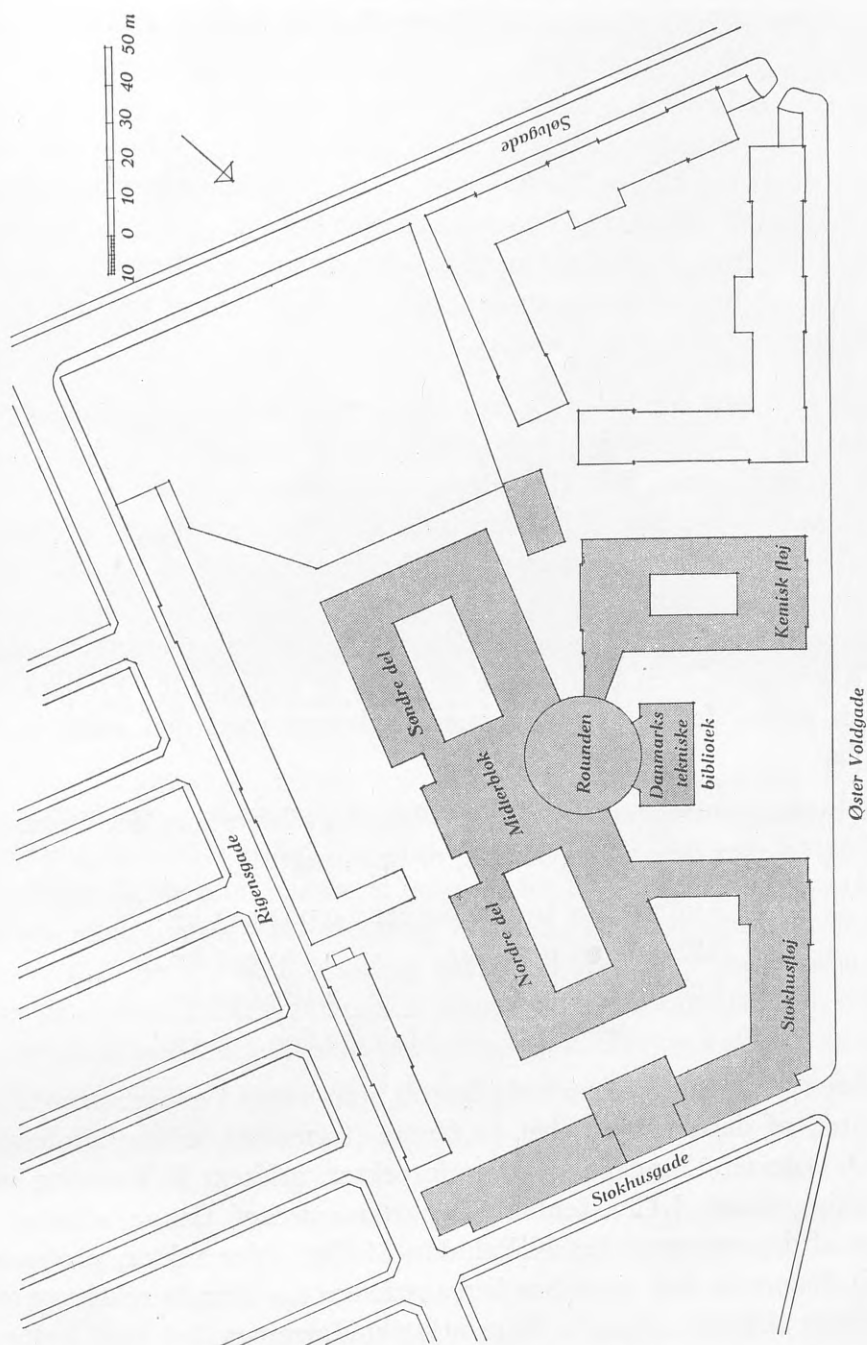 10 0 10 20 30 40 50 m
Sølvgade
Rigensgade
Søndre del
Midterblok
Nordre del
Rotunden
Danmarks
tekniske
bibliotek
Kemisk fløj
Stokhusfløj
Stokhusgade
Øster Voldgade